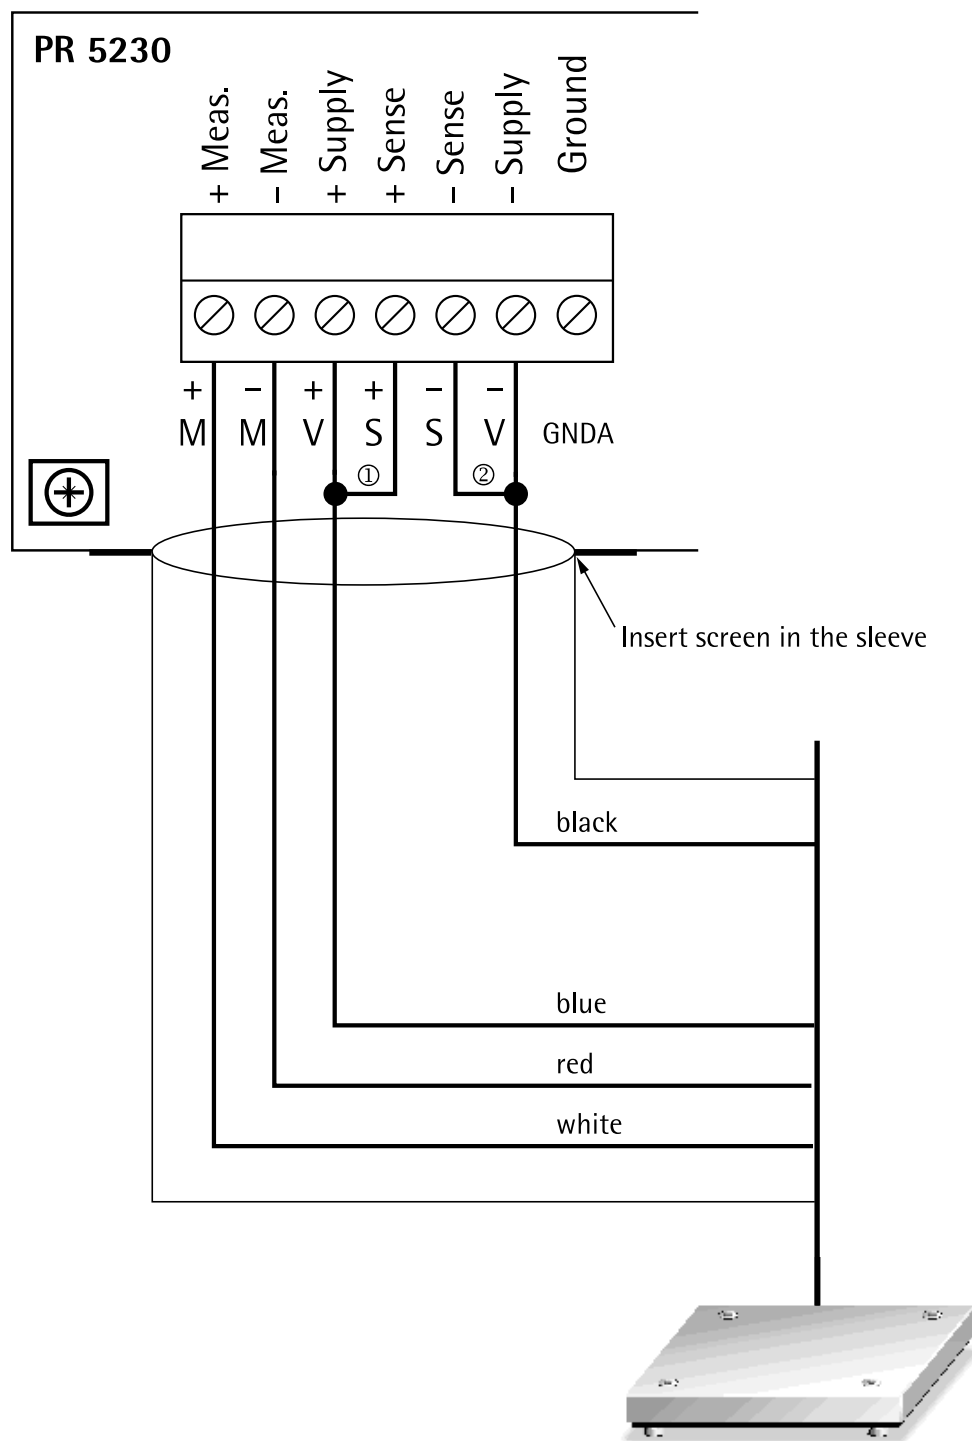 PR 5230
+ Meas.
− Meas.
+ Supply
+ Sense
− Sense
− Supply
Ground
+ − + + − −
M M V S S V GNDA
① ②
Insert screen in the sleeve
black
blue
red
white